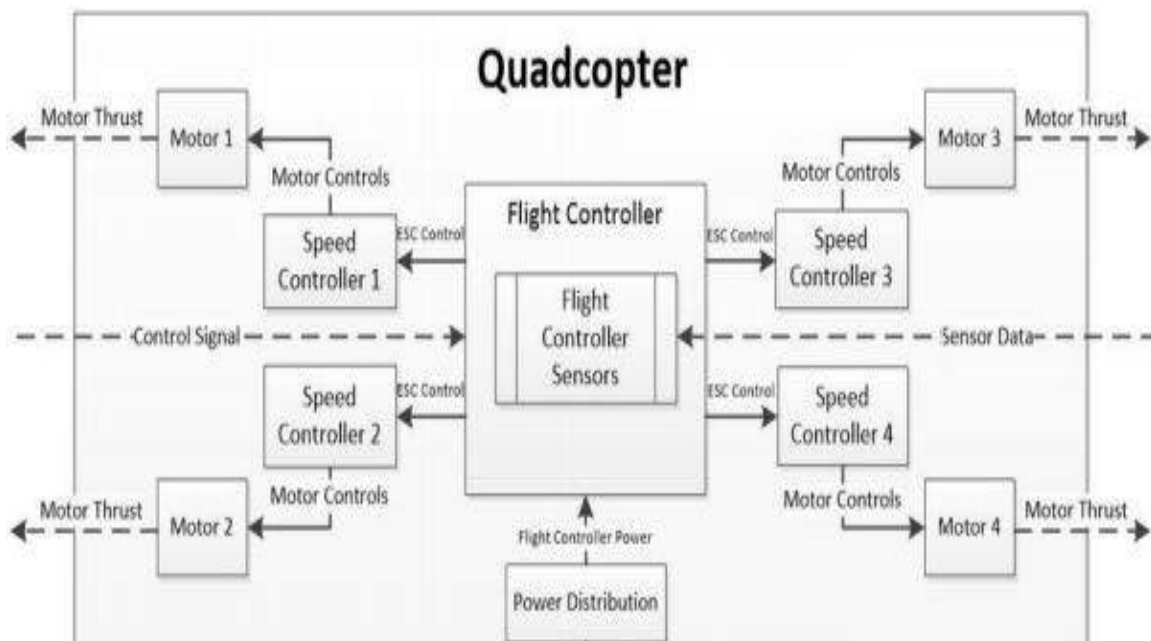 Quadcopter
Motor Thrust
Motor 1
Motor 3
Motor Thrust
Motor Controls
Motor Controls
Flight Controller
Speed
Controller 1
ESC Control
ESC Control
Speed
Controller 3
Flight
Controller
Sensors
Control Signal
Sensor Data
Speed
Controller 2
ESC Control
ESC Control
Speed
Controller 4
Motor Controls
Motor Controls
Motor Thrust
Motor 2
Motor 4
Motor Thrust
Flight Controller Power
Power Distribution